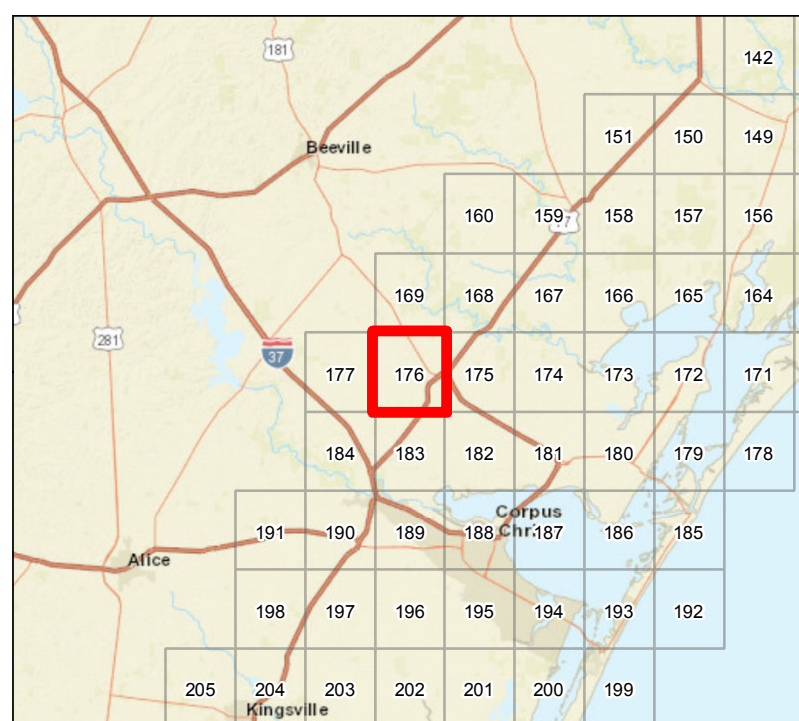 181
142
Beeville
151 150 149
160 159 77 158 157 156
169 168 167 166 165 164
281
37
177 176 175 174 173 172 171
184 183 182 181 180 179 178
Corpus
191 190 189 188 Chri 187 186 185
Alice
198 197 196 195 194 193 192
205 204 203 202 201 200 199
Kingsville